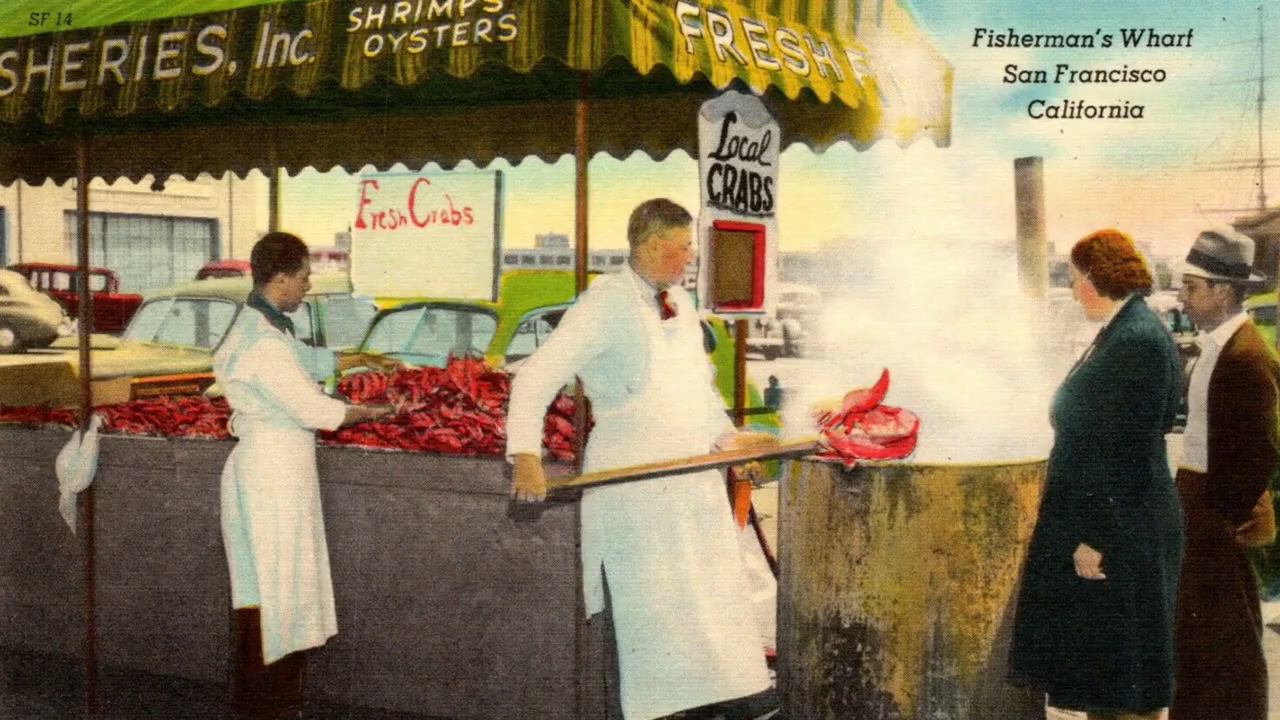 SF 14
SHERIES, Inc.
SHRIMPS
OYSTERS
FRESH F
Fisherman's Wharf
San Francisco
California
Local
CRABS
Fresh Crabs